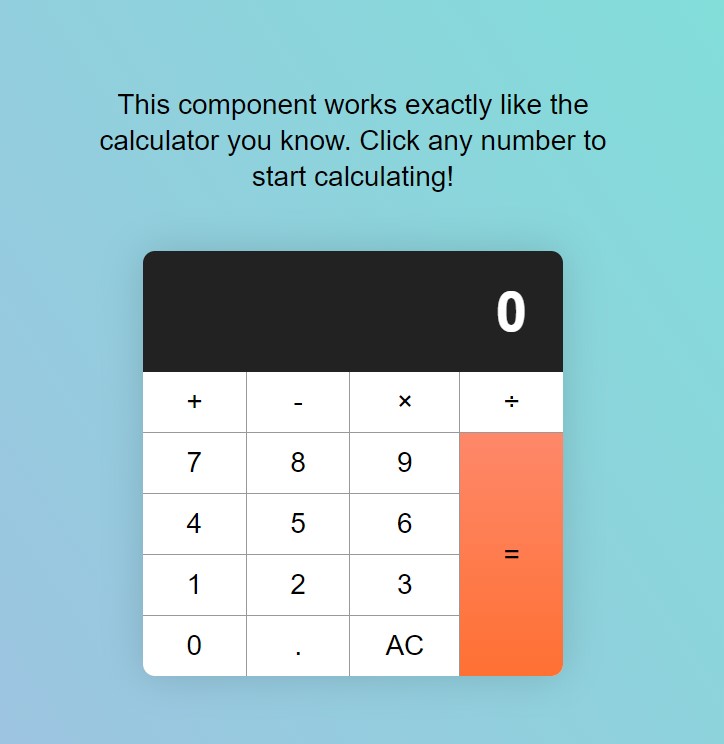 This component works exactly like the
calculator you know. Click any number to
start calculating!
0
+ - × ÷
7 8 9
4 5 6
=
1 2 3
0 . AC